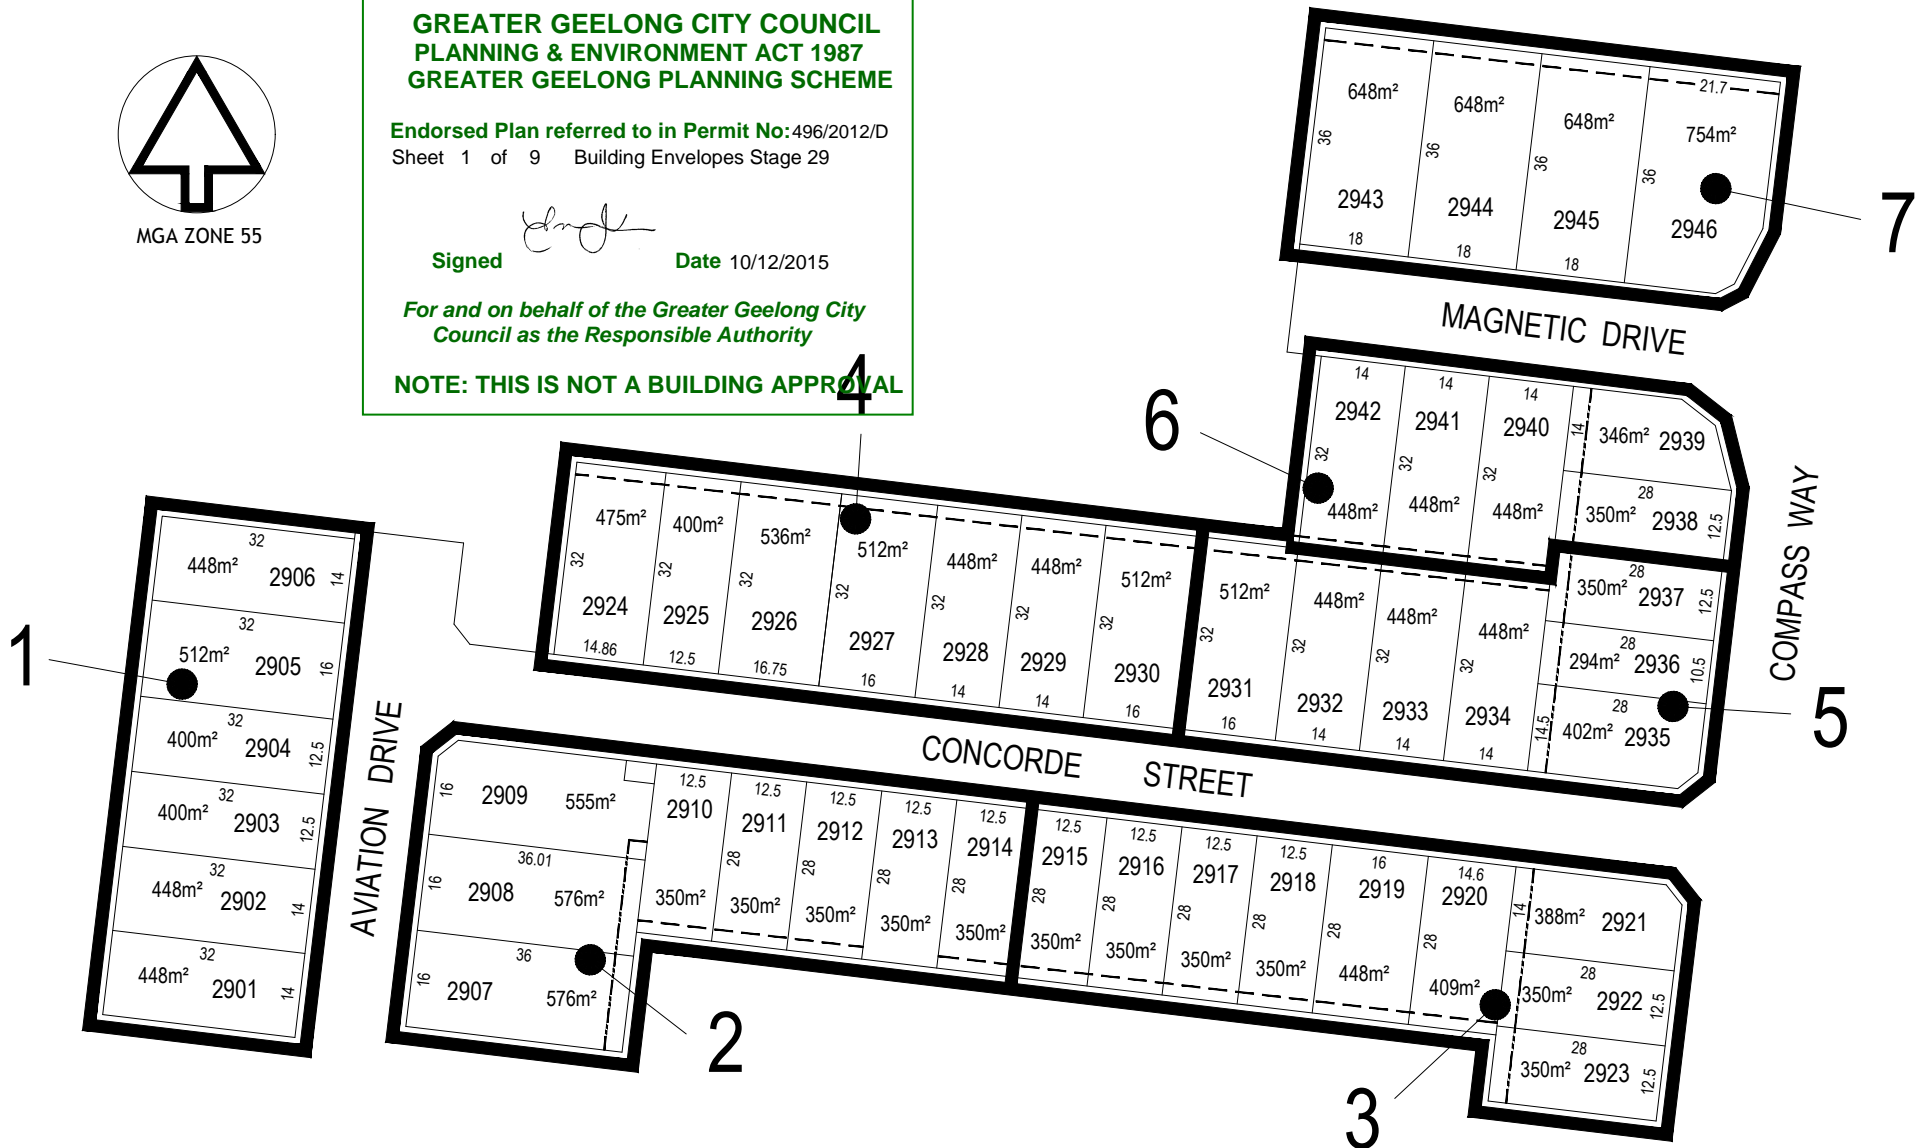 GREATER GEELONG CITY COUNCIL
PLANNING & ENVIRONMENT ACT 1987
GREATER GEELONG PLANNING SCHEME
Endorsed Plan referred to in Permit No: 496/2012/D
Sheet 1 of 9 Building Envelopes Stage 29
Signed
Date 10/12/2015
For and on behalf of the Greater Geelong City
Council as the Responsible Authority
NOTE: THIS IS NOT A BUILDING APPROVAL
MGA ZONE 55
1
32
448m² 2906 14
32
512m² 2905 16
32
400m² 2904 12.5
32
400m² 2903 12.5
32
448m² 2902 14
32
448m² 2901 14
AVIATION DRIVE
2
16 2909 555m²
36.01
16 2908 576m²
36
16 2907 576m²
12.5
2910
350m²
12.5
2911
28
350m²
12.5
2912
28
350m²
12.5
2913
28
350m²
12.5
2914
28
350m²
3
12.5
2915
28
350m²
12.5
2916
28
350m²
12.5
2917
28
350m²
12.5
2918
28
350m²
16
2919
28
448m²
14.6
2920
28
409m²
14
388m² 2921
28
350m² 2922 12.5
28
350m² 2923 12.5
CONCORDE STREET
4
475m²
32
2924
14.86
400m²
32
2925
12.5
536m²
32
2926
16.75
512m²
32
2927
16
448m²
32
2928
14
448m²
32
2929
14
512m²
32
2930
16
5
512m²
32
2931
16
448m²
32
2932
14
448m²
32
2933
14
448m²
32
2934
14
28
350m² 2937 12.5
28
294m² 2936 10.5
28
402m² 2935
14.5
COMPASS WAY
6
14
2942
32
448m²
14
2941
32
448m²
14
2940
32
448m²
14
346m² 2939
28
350m² 2938 12.5
MAGNETIC DRIVE
7
648m²
36
2943
18
648m²
36
2944
18
648m²
36
2945
18
21.7
754m²
36
2946